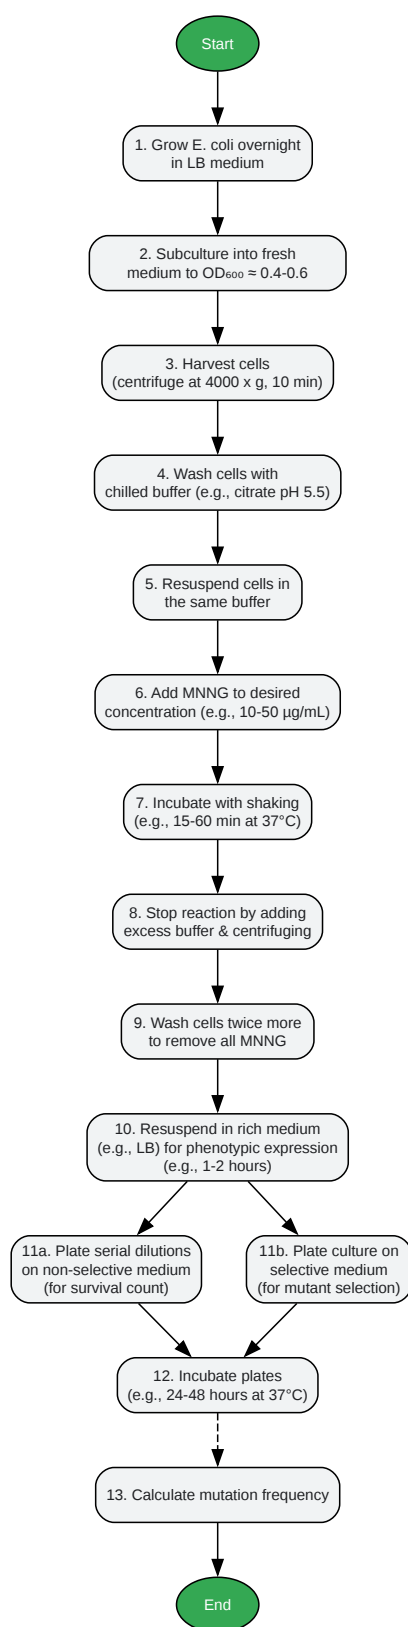 Start
1. Grow E. coli overnight
in LB medium
2. Subculture into fresh
medium to OD₆₀₀ ≈ 0.4-0.6
3. Harvest cells
(centrifuge at 4000 x g, 10 min)
4. Wash cells with
chilled buffer (e.g., citrate pH 5.5)
5. Resuspend cells in
the same buffer
6. Add MNNG to desired
concentration (e.g., 10-50 µg/mL)
7. Incubate with shaking
(e.g., 15-60 min at 37°C)
8. Stop reaction by adding
excess buffer & centrifuging
9. Wash cells twice more
to remove all MNNG
10. Resuspend in rich medium
(e.g., LB) for phenotypic expression
(e.g., 1-2 hours)
11a. Plate serial dilutions
on non-selective medium
(for survival count)
11b. Plate culture on
selective medium
(for mutant selection)
12. Incubate plates
(e.g., 24-48 hours at 37°C)
13. Calculate mutation frequency
End